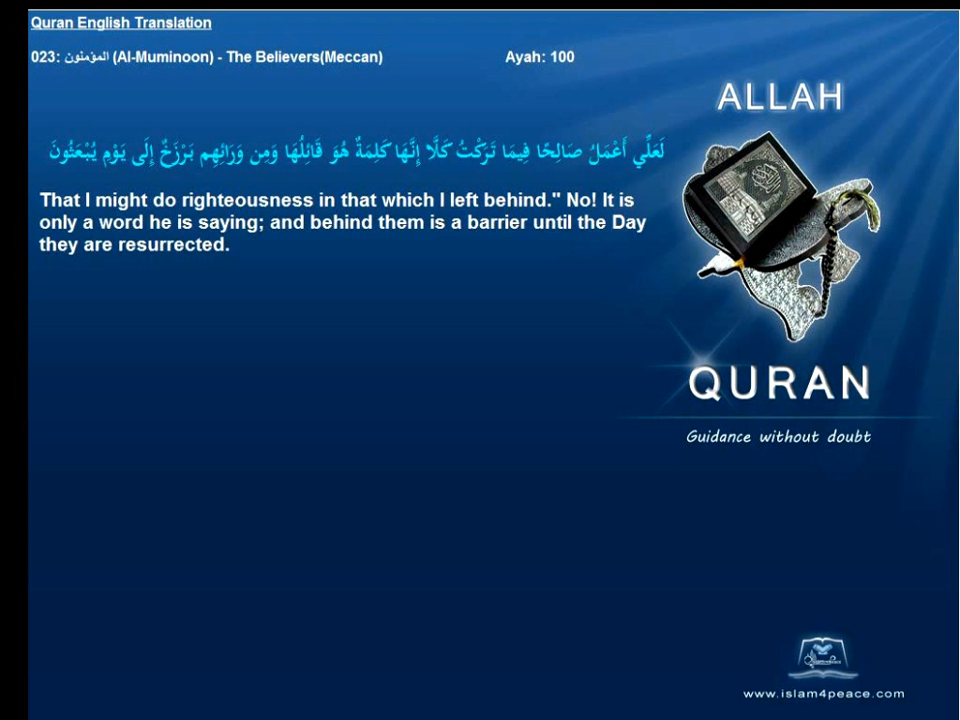 Quran English Translation
023: المؤمنون (Al-Muminoon) - The Believers(Meccan) Ayah: 100
ALLAH
لَعَلِّي أَعْمَلُ صَالِحًا فِيمَا تَرَكْتُ كَلَّا إِنَّهَا كَلِمَةٌ هُوَ قَائِلُهَا وَمِن وَرَائِهِم بَرْزَخٌ إِلَى يَوْمِ يُبْعَثُونَ
That I might do righteousness in that which I left behind." No! It is
only a word he is saying; and behind them is a barrier until the Day
they are resurrected.
QURAN
Guidance without doubt
www.islam4peace.com